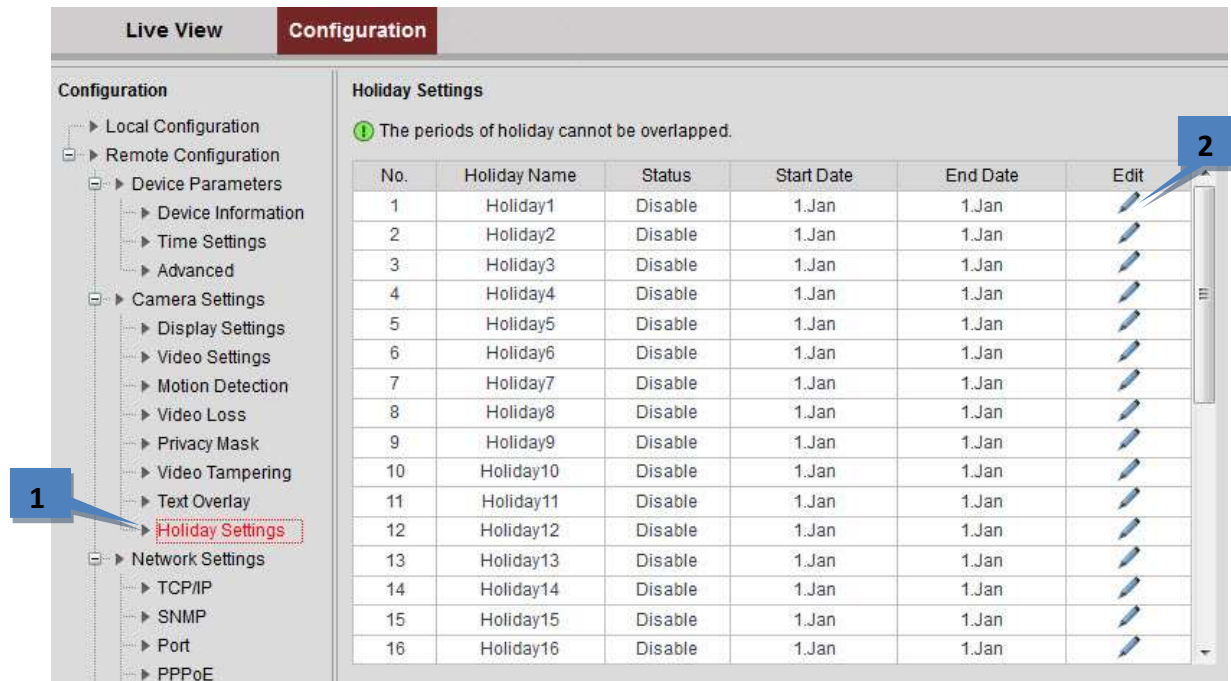 Live View Configuration
Configuration
Local Configuration
Remote Configuration
Device Parameters
Device Information
Time Settings
Advanced
Camera Settings
Display Settings
Video Settings
Motion Detection
Video Loss
Privacy Mask
Video Tampering
Text Overlay
1
Holiday Settings
Network Settings
TCP/IP
SNMP
Port
PPPoE
Holiday Settings
The periods of holiday cannot be overlapped.
2
No. Holiday Name Status Start Date End Date Edit
1 Holiday1 Disable 1.Jan 1.Jan
2 Holiday2 Disable 1.Jan 1.Jan
3 Holiday3 Disable 1.Jan 1.Jan
4 Holiday4 Disable 1.Jan 1.Jan
5 Holiday5 Disable 1.Jan 1.Jan
6 Holiday6 Disable 1.Jan 1.Jan
7 Holiday7 Disable 1.Jan 1.Jan
8 Holiday8 Disable 1.Jan 1.Jan
9 Holiday9 Disable 1.Jan 1.Jan
10 Holiday10 Disable 1.Jan 1.Jan
11 Holiday11 Disable 1.Jan 1.Jan
12 Holiday12 Disable 1.Jan 1.Jan
13 Holiday13 Disable 1.Jan 1.Jan
14 Holiday14 Disable 1.Jan 1.Jan
15 Holiday15 Disable 1.Jan 1.Jan
16 Holiday16 Disable 1.Jan 1.Jan